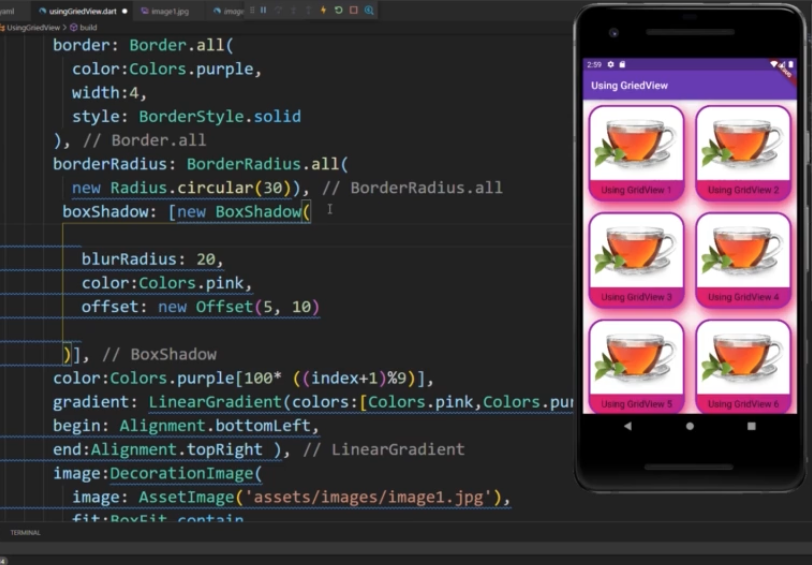 yaml usingGriedView.dart image1.jpg image
UsingGriedView > build
border: Border.all(
color:Colors.purple,
width:4,
style: BorderStyle.solid
), // Border.all
borderRadius: BorderRadius.all(
new Radius.circular(30)), // BorderRadius.all
boxShadow: [new BoxShadow(
blurRadius: 20,
color:Colors.pink,
offset: new Offset(5, 10)
)], // BoxShadow
color:Colors.purple[100* ((index+1)%9)],
gradient: LinearGradient(colors:[Colors.pink,Colors.pur
begin: Alignment.bottomLeft,
end:Alignment.topRight ), // LinearGradient
image:DecorationImage(
image: AssetImage('assets/images/image1.jpg'),
fit:BoxFit.contain
TERMINAL
2:59
Using GriedView
Using GridView 1 Using GridView 2
Using GridView 3 Using GridView 4
Using GridView 5 Using GridView 6